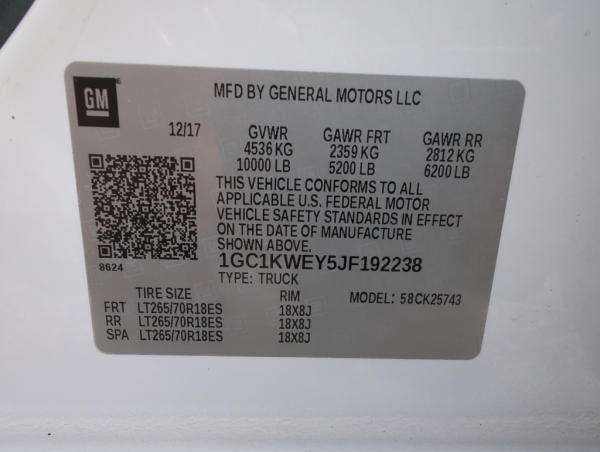 GM
MFD BY GENERAL MOTORS LLC
12/17 GVWR GAWR FRT GAWR RR
4536 KG 2359 KG 2812 KG
10000 LB 5200 LB 6200 LB
THIS VEHICLE CONFORMS TO ALL
APPLICABLE U.S. FEDERAL MOTOR
VEHICLE SAFETY STANDARDS IN EFFECT
ON THE DATE OF MANUFACTURE
SHOWN ABOVE.
8624 1GC1KWEY5JF192238
TYPE: TRUCK
TIRE SIZE RIM MODEL: 58CK25743
FRT LT265/70R18ES 18X8J
RR LT265/70R18ES 18X8J
SPA LT265/70R18ES 18X8J